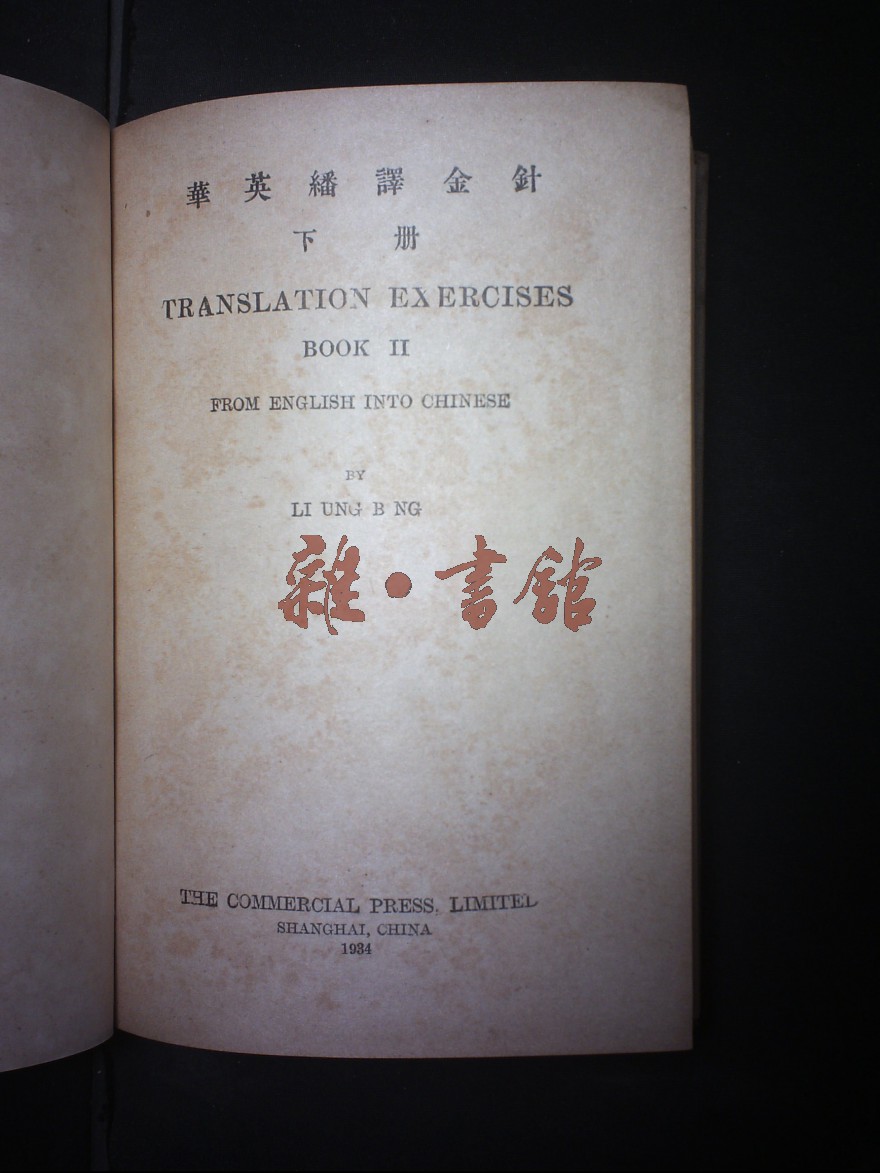 華英繙譯金針
下册
TRANSLATION EXERCISES
BOOK II
FROM ENGLISH INTO CHINESE
BY
LI UNG B NG
雜·書舘
THE COMMERCIAL PRESS, LIMITED
SHANGHAI, CHINA
1934